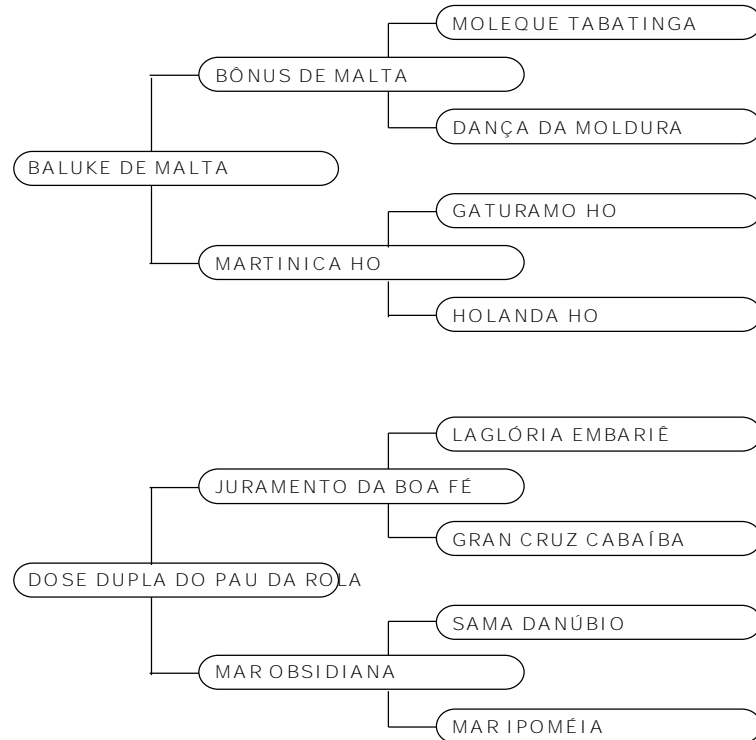 MOLEQUE TABATINGA
BÔNUS DE MALTA
DANÇA DA MOLDURA
BALUKE DE MALTA
GATURAMO HO
MARTINICA HO
HOLANDA HO
LAGLÓRIA EMBARIÊ
JURAMENTO DA BOA FÉ
GRAN CRUZ CABAÍBA
DOSE DUPLA DO PAU DA ROLA
SAMA DANÚBIO
MAR OBSIDIANA
MAR IPOMÉIA